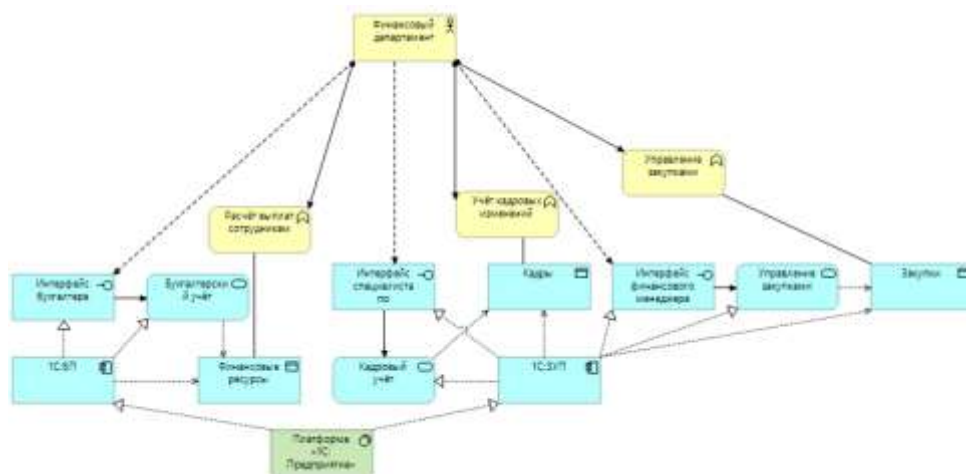 Финансовый
департамент
Управление
закупками
Расчёт выплат
сотрудникам
Учёт кадровых
изменений
Интерфейс
бухгалтера
Бухгалтерски
й учёт
Интерфейс
специалиста
по
Кадры
Интерфейс
финансового
менеджера
Управление
закупками
Закупки
1С:БП
Финансовые
ресурсы
Кадровый
учёт
1С:ЗУП
Платформа
«1С:
Предприятие»